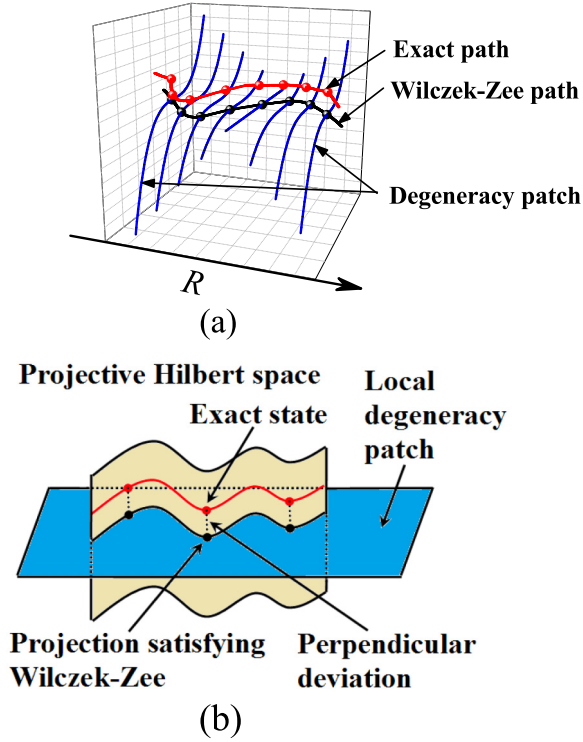 Exact path
Wilczek-Zee path
Degeneracy patch
R
(a)
Projective Hilbert space
Exact state
Local
degeneracy
patch
Projection satisfying
Wilczek-Zee
Perpendicular
deviation
(b)